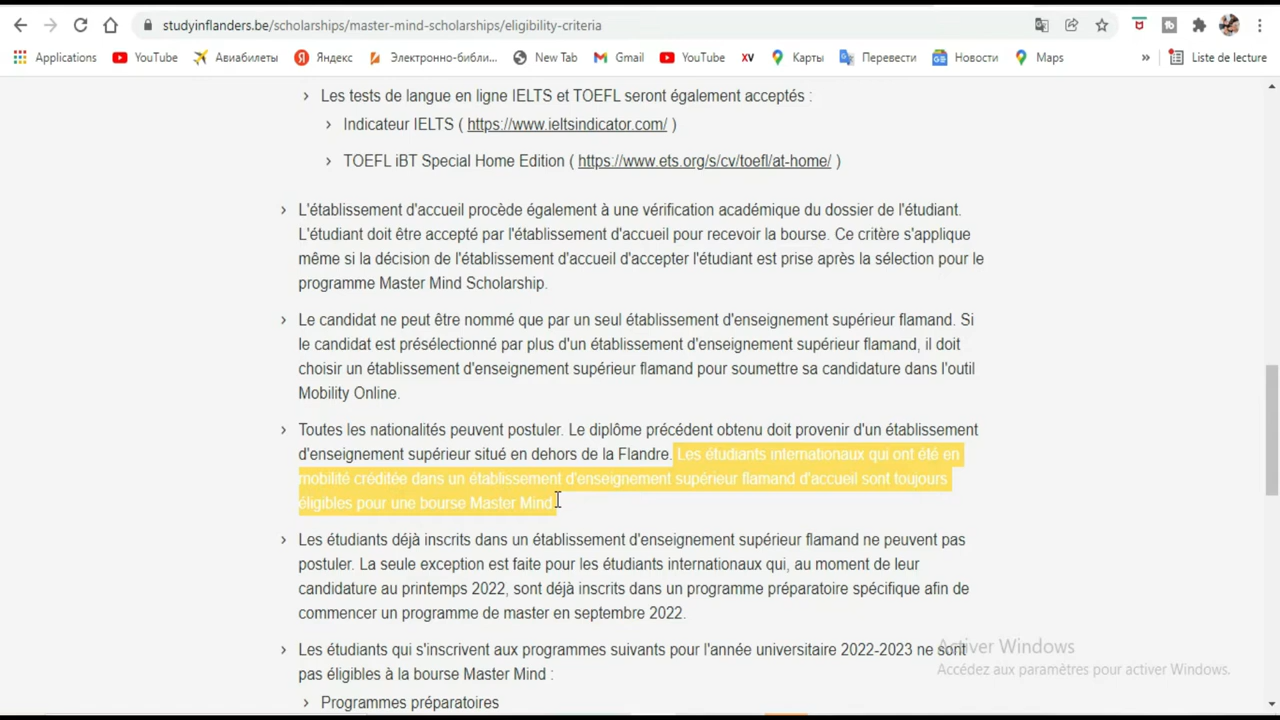 studyinflanders.be/scholarships/master-mind-scholarships/eligibility-criteria
Applications YouTube Авиабилеты Яндекс Электронно-библи... New Tab Gmail YouTube XV Карты Перевести Новости Maps » Liste de lecture
Les tests de langue en ligne IELTS et TOEFL seront également acceptés :
Indicateur IELTS ( https://www.ieltsindicator.com/ )
TOEFL iBT Special Home Edition ( https://www.ets.org/s/cv/toefl/at-home/ )
L'établissement d'accueil procède également à une vérification académique du dossier de l'étudiant.
L'étudiant doit être accepté par l'établissement d'accueil pour recevoir la bourse. Ce critère s'applique
même si la décision de l'établissement d'accueil d'accepter l'étudiant est prise après la sélection pour le
programme Master Mind Scholarship.
Le candidat ne peut être nommé que par un seul établissement d'enseignement supérieur flamand. Si
le candidat est présélectionné par plus d'un établissement d'enseignement supérieur flamand, il doit
choisir un établissement d'enseignement supérieur flamand pour soumettre sa candidature dans l'outil
Mobility Online.
Toutes les nationalités peuvent postuler. Le diplôme précédent obtenu doit provenir d'un établissement
d'enseignement supérieur situé en dehors de la Flandre. Les étudiants internationaux qui ont été en
mobilité créditée dans un établissement d'enseignement supérieur flamand d'accueil sont toujours
éligibles pour une bourse Master Mind.
Les étudiants déjà inscrits dans un établissement d'enseignement supérieur flamand ne peuvent pas
postuler. La seule exception est faite pour les étudiants internationaux qui, au moment de leur
candidature au printemps 2022, sont déjà inscrits dans un programme préparatoire spécifique afin de
commencer un programme de master en septembre 2022.
Les étudiants qui s'inscrivent aux programmes suivants pour l'année universitaire 2022-2023 ne sont
pas éligibles à la bourse Master Mind :
Programmes préparatoires
Activer Windows
Accédez aux paramètres pour activer Windows.